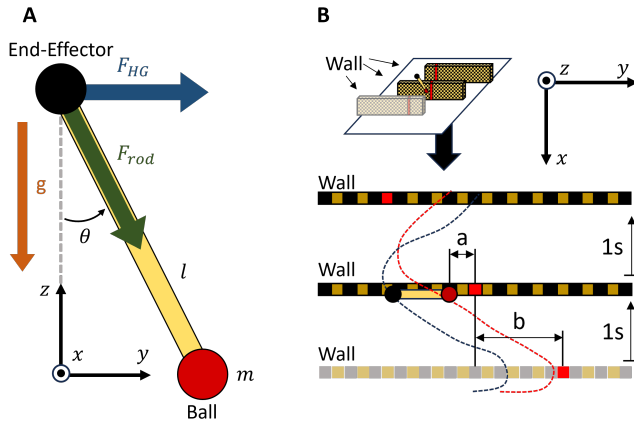 A
End-Effector
F_HG
F_rod
g
θ
l
z
x
y
m
Ball
B
Wall
z
y
x
Wall
a
1s
Wall
b
1s
Wall